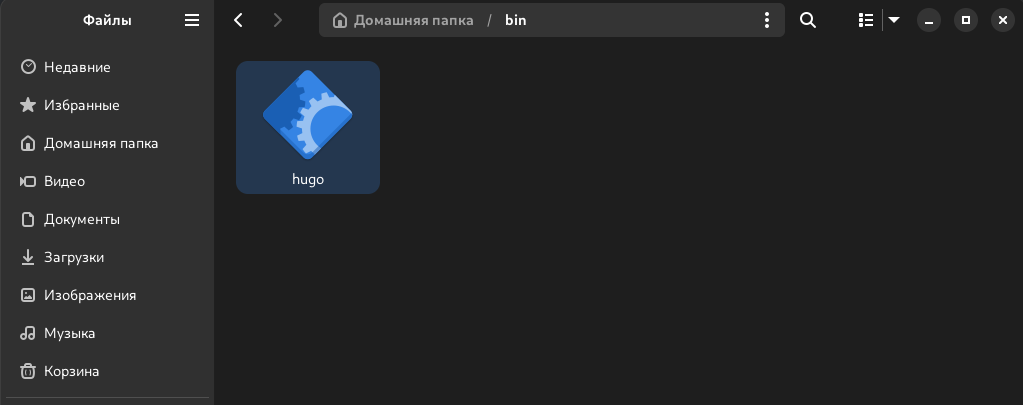 Файлы
Домашняя папка / bin
Недавние
Избранные
Домашняя папка
Видео
Документы
Загрузки
Изображения
Музыка
Корзина
hugo